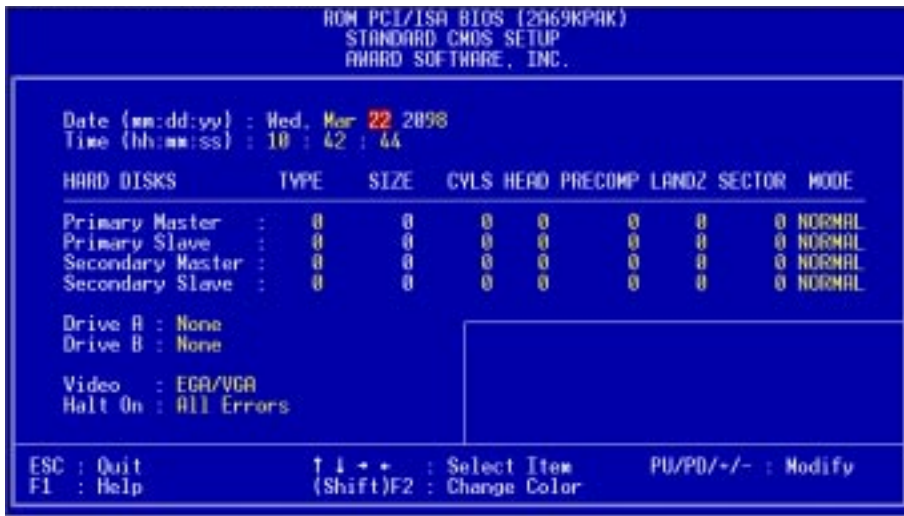 ROM PCI/ISA BIOS (2A69KPAK)
STANDARD CMOS SETUP
AWARD SOFTWARE, INC.
Date (mm:dd:yy) : Wed, Mar 22 2098
Time (hh:mm:ss) : 10 : 42 : 44
HARD DISKS TYPE SIZE CYLS HEAD PRECOMP LANDZ SECTOR MODE
Primary Master : 0 0 0 0 0 0 0 NORMAL
Primary Slave : 0 0 0 0 0 0 0 NORMAL
Secondary Master : 0 0 0 0 0 0 0 NORMAL
Secondary Slave : 0 0 0 0 0 0 0 NORMAL
Drive A : None
Drive B : None
Video : EGA/VGA
Halt On : All Errors
ESC : Quit ↑ ↓ → ← : Select Item PU/PD/+/- : Modify
F1 : Help (Shift)F2 : Change Color